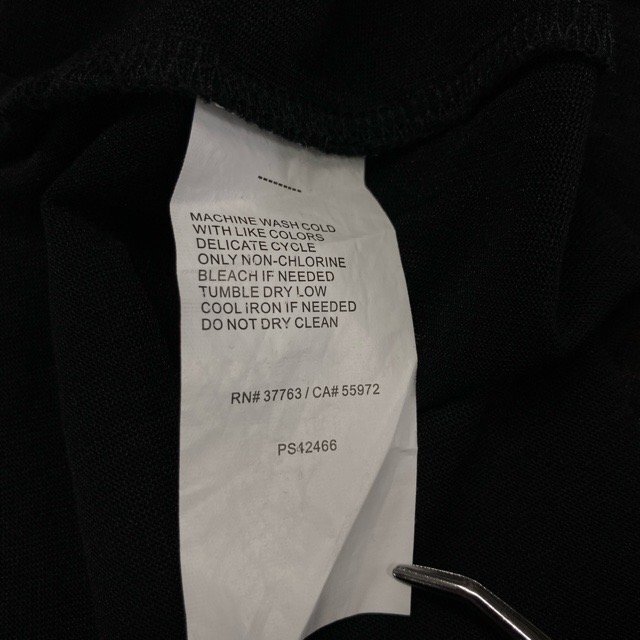 ---------
MACHINE WASH COLD
WITH LIKE COLORS
DELICATE CYCLE
ONLY NON-CHLORINE
BLEACH IF NEEDED
TUMBLE DRY LOW
COOL IRON IF NEEDED
DO NOT DRY CLEAN
RN# 37763 / CA# 55972
PS42466